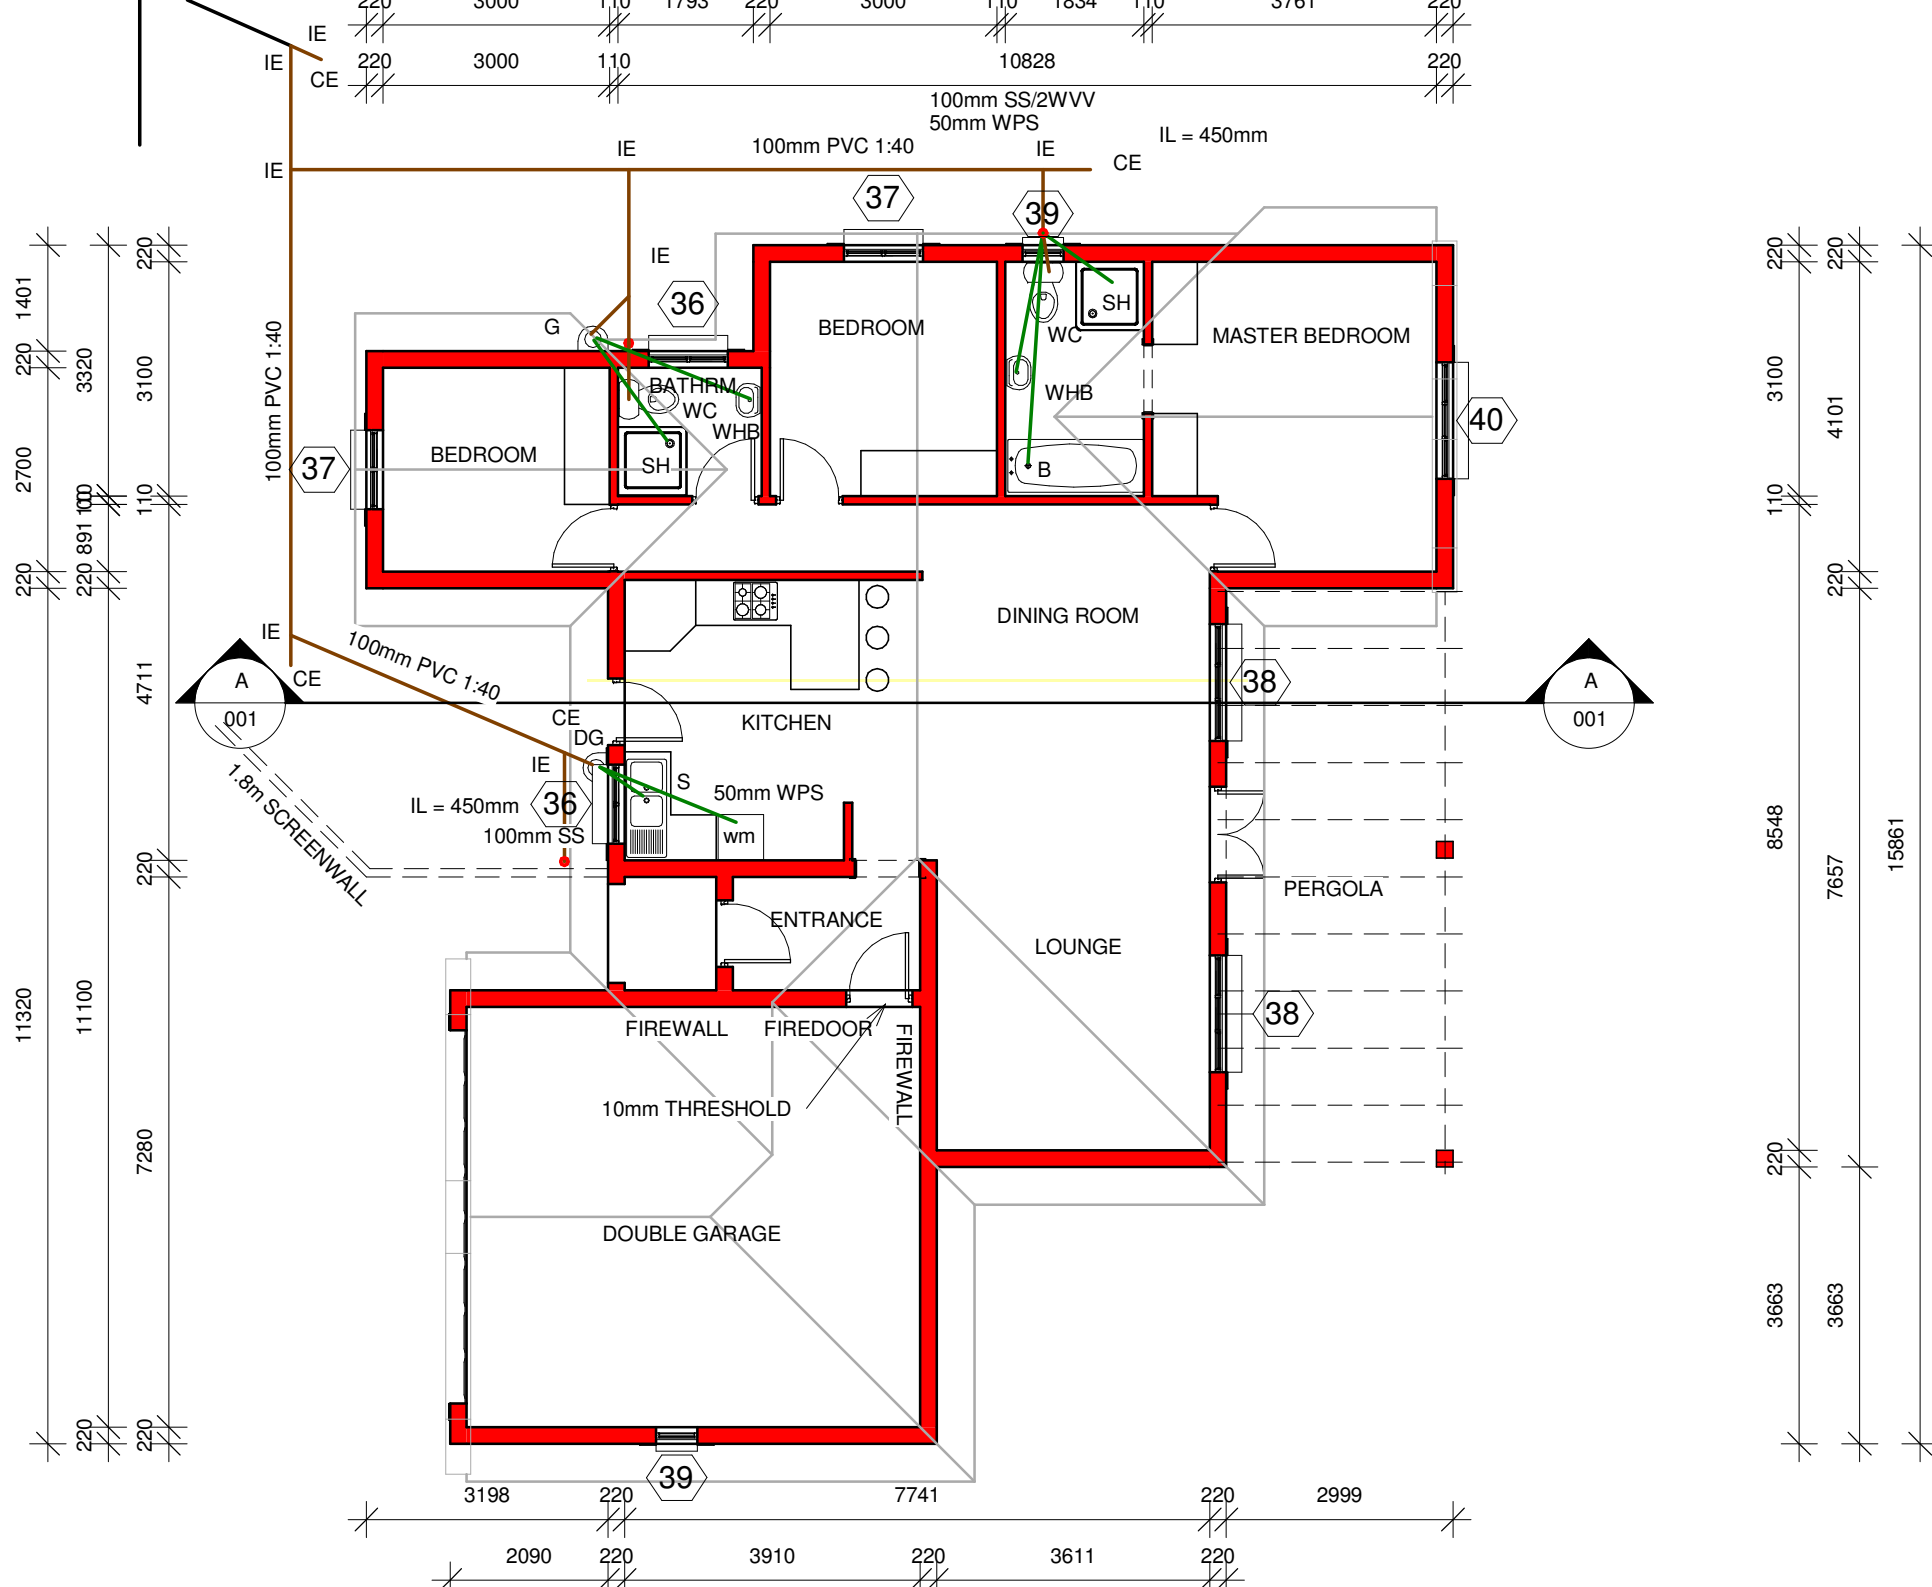 220 3000 110 1793 220 3000 110 1834 110 3761 220
220 3000 110 10828 220
IE
IE
CE
100mm SS/2WVV
50mm WPS
IL = 450mm
100mm PVC 1:40
IE
IE
CE
IE
37
39
IE
36
G
100mm PVC 1:40
BEDROOM
SH
WC
MASTER BEDROOM
BATHRM
WC
WHB
WHB
40
BEDROOM
37
SH
B
DINING ROOM
IE
100mm PVC 1:40
CE
A
001
38
A
001
KITCHEN
CE
DG
IE
S
50mm WPS
36
IL = 450mm
100mm SS
wm
1.8m SCREENWALL
PERGOLA
ENTRANCE
LOUNGE
38
FIREWALL
FIREDOOR
FIREWALL
10mm THRESHOLD
DOUBLE GARAGE
39
1401
220
2700
220
11320
3320
100
891
220
11100
220
220
3100
110
4711
220
7280
220
220
3100
110
8548
220
3663
220
4101
220
7657
3663
15861
3198 220 7741 220 2999
2090 220 3910 220 3611 220